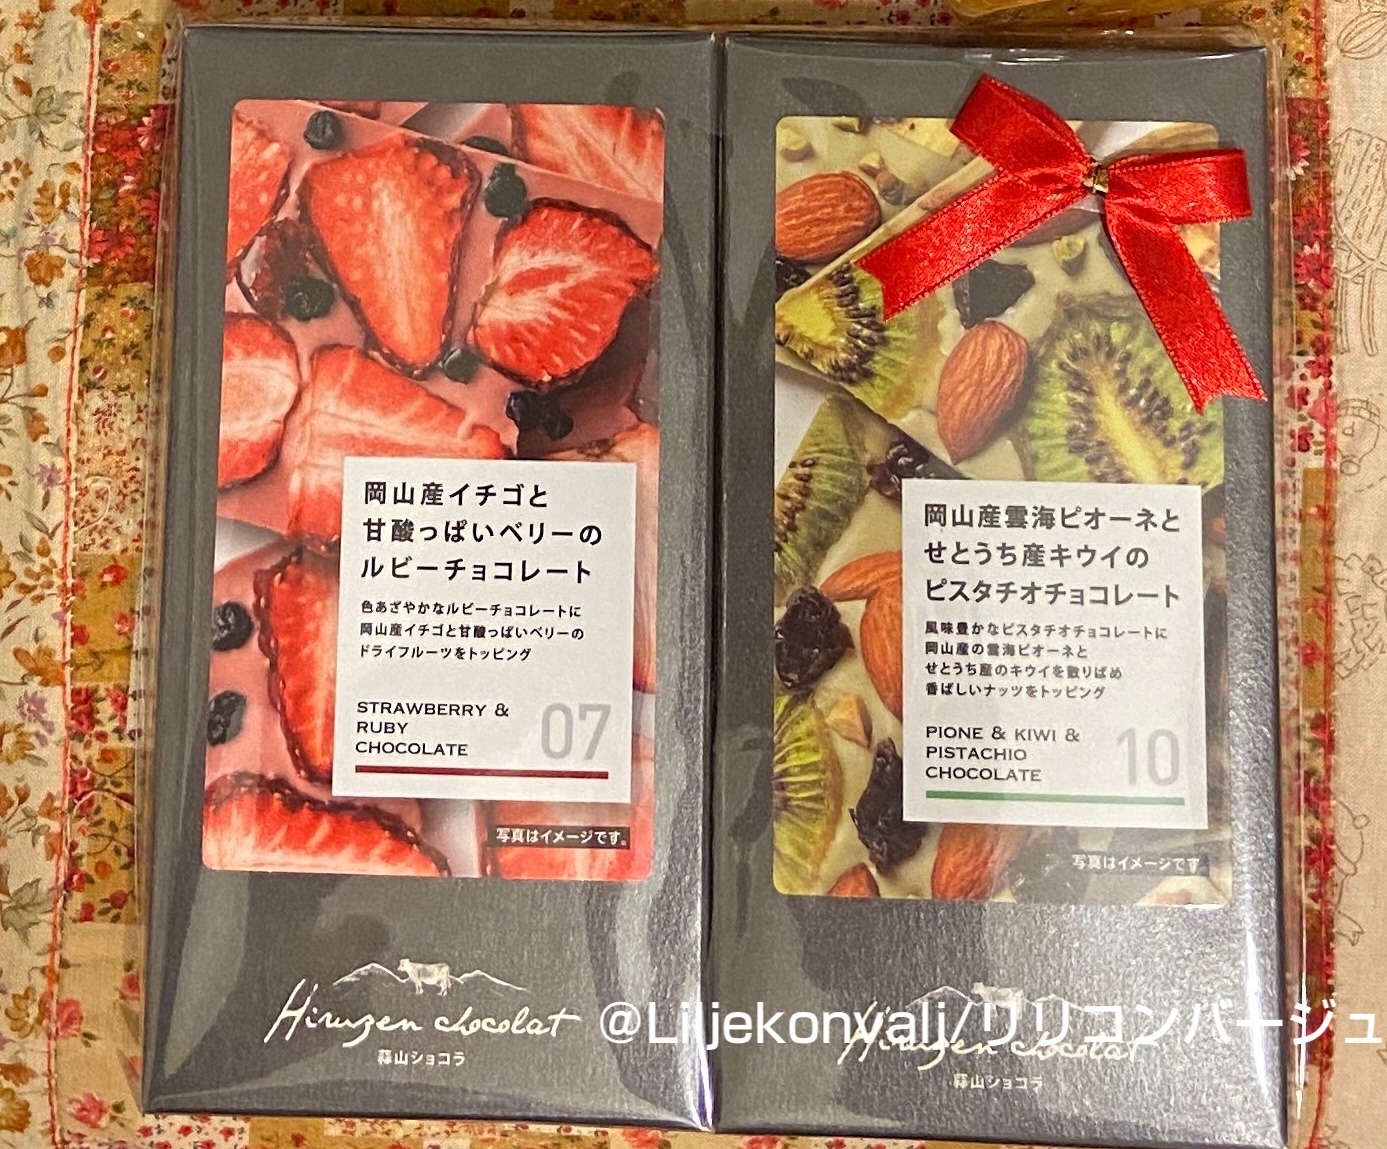 岡山産イチゴと
甘酸っぱいベリーの
ルビーチョコレート
色あざやかなルビーチョコレートに
岡山産イチゴと甘酸っぱいベリーの
ドライフルーツをトッピング
STRAWBERRY &
RUBY
CHOCOLATE
07
写真はイメージです。
Hiruzen chocolat
蒜山ショコラ
岡山産雲海ピオーネと
せとうち産キウイの
ピスタチオチョコレート
風味豊かなピスタチオチョコレートに
岡山産の雲海ピオーネと
せとうち産のキウイを散りばめ
香ばしいナッツをトッピング
PIONE & KIWI &
PISTACHIO
CHOCOLATE
10
写真はイメージです
Hiruzen chocolat
蒜山ショコラ
@Liljekonvalj/リリコンバージュ